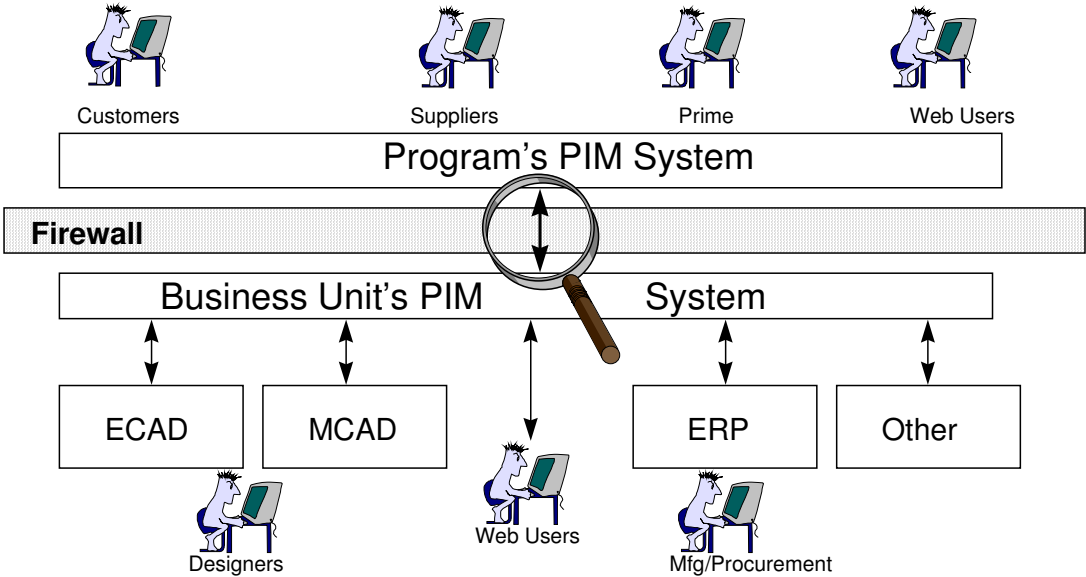 Customers Suppliers Prime Web Users
Program's PIM System
Firewall
Business Unit's PIM System
ECAD MCAD ERP Other
Web Users
Designers Mfg/Procurement